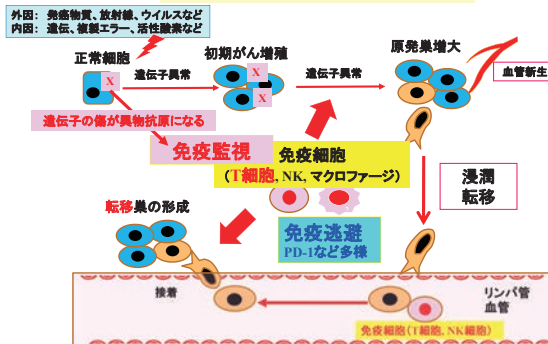 外因： 発癌物質、放射線、ウイルスなど
内因： 遺伝、複製エラー、活性酸素など
正常細胞
初期がん増殖
原発巣増大
X
遺伝子異常
X
X
遺伝子異常
血管新生
遺伝子の傷が異物抗原になる
免疫監視
免疫細胞
（T細胞, NK, マクロファージ）
浸潤
転移
転移巣の形成
免疫逃避
PD-1など多様
接着
リンパ管
血管
免疫細胞（T細胞, NK細胞）